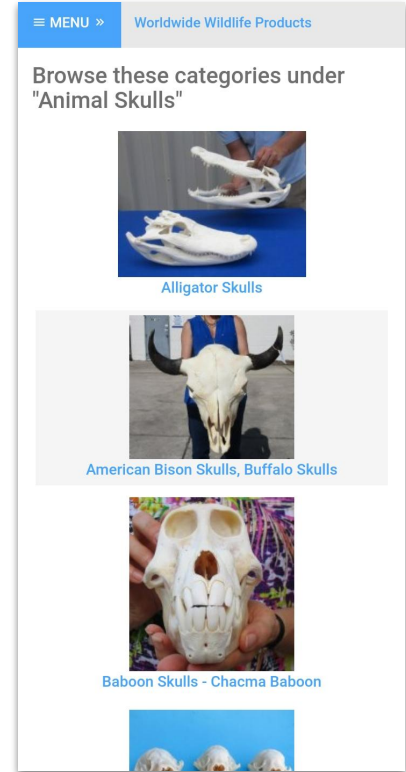 ≡ MENU »
Worldwide Wildlife Products
Browse these categories under
"Animal Skulls"
Alligator Skulls
American Bison Skulls, Buffalo Skulls
Baboon Skulls - Chacma Baboon